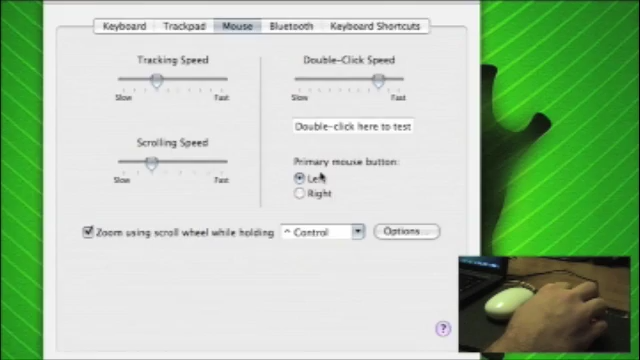 Keyboard Trackpad Mouse Bluetooth Keyboard Shortcuts
Tracking Speed
Slow Fast
Scrolling Speed
Slow Fast
Double-Click Speed
Slow Fast
Double-click here to test
Primary mouse button:
Left
Right
Zoom using scroll wheel while holding ^ Control Options...
?